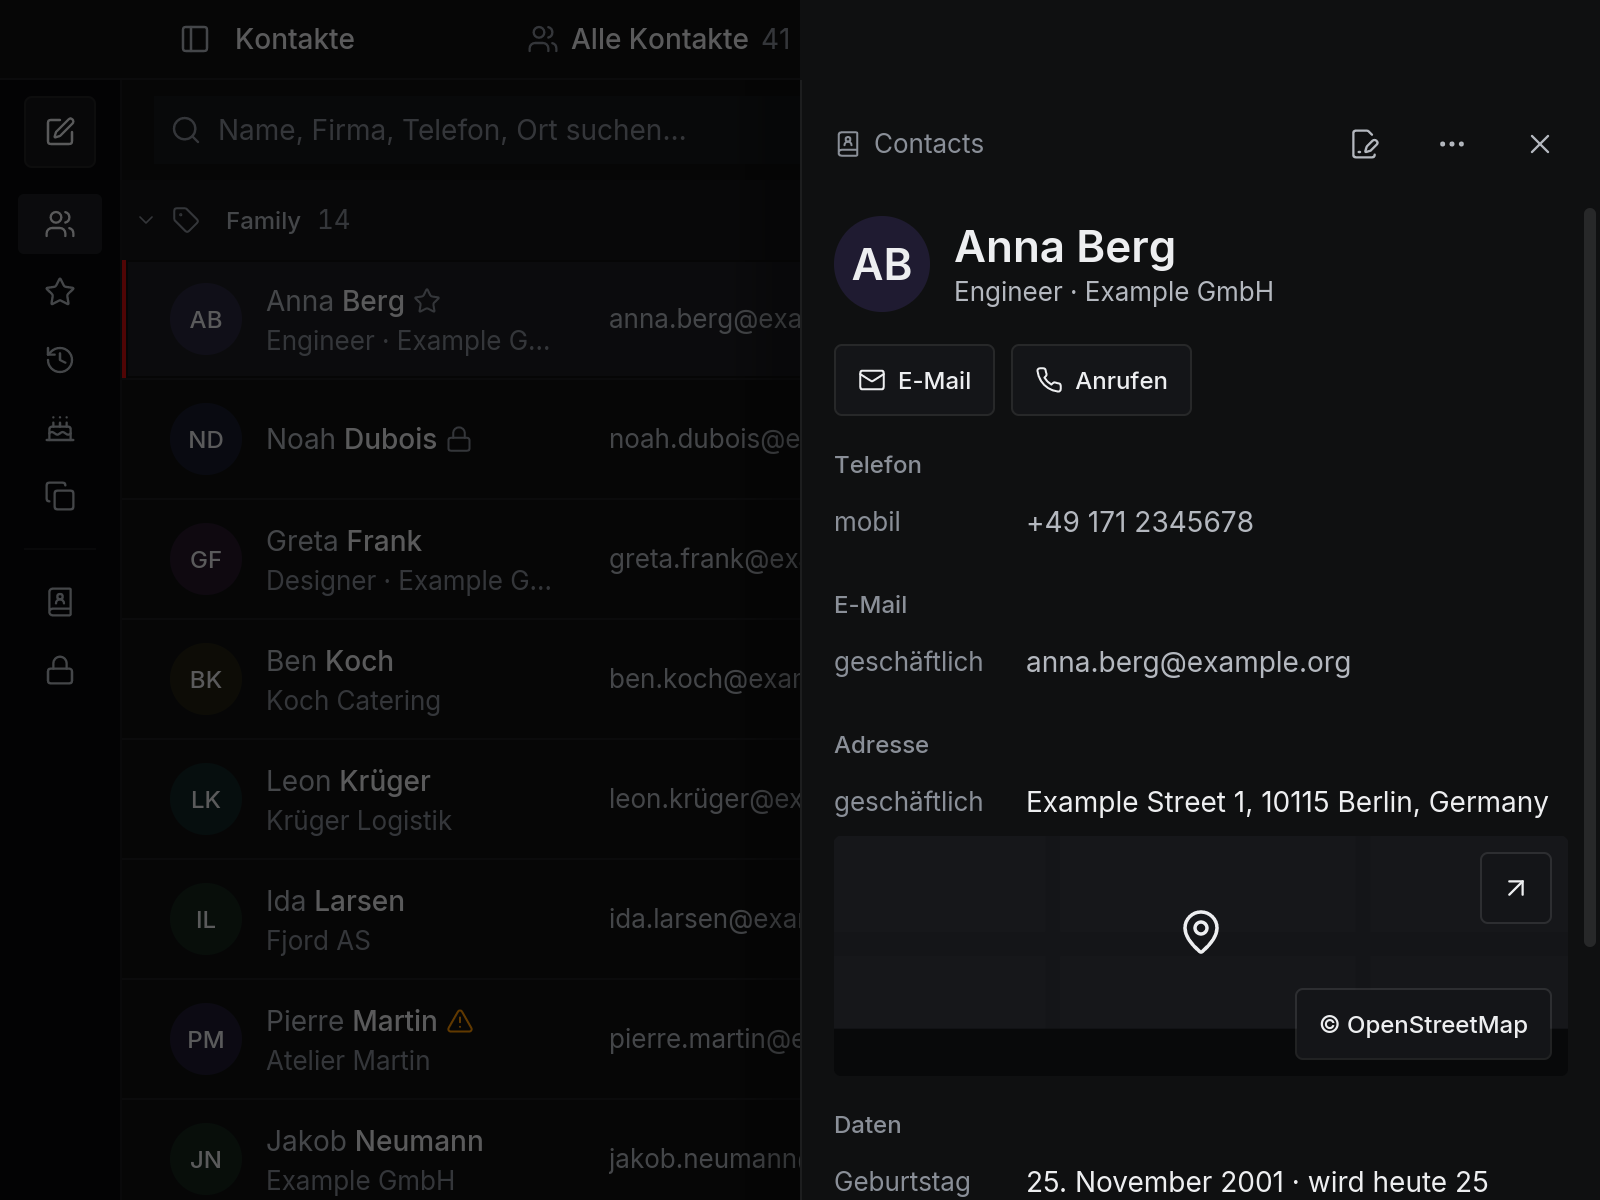 Kontakte
Alle Kontakte 41
Name, Firma, Telefon, Ort suchen...
Family 14
AB
Anna Berg
Engineer · Example G...
anna.berg@exa
ND
Noah Dubois
noah.dubois@e
GF
Greta Frank
Designer · Example G...
greta.frank@ex
BK
Ben Koch
Koch Catering
ben.koch@exar
LK
Leon Krüger
Krüger Logistik
leon.krüger@ex
IL
Ida Larsen
Fjord AS
ida.larsen@exa
PM
Pierre Martin
Atelier Martin
pierre.martin@e
JN
Jakob Neumann
Example GmbH
jakob.neumann
Contacts
AB
Anna Berg
Engineer · Example GmbH
E-Mail
Anrufen
Telefon
mobil +49 171 2345678
E-Mail
geschäftlich anna.berg@example.org
Adresse
geschäftlich Example Street 1, 10115 Berlin, Germany
© OpenStreetMap
Daten
Geburtstag 25. November 2001 · wird heute 25